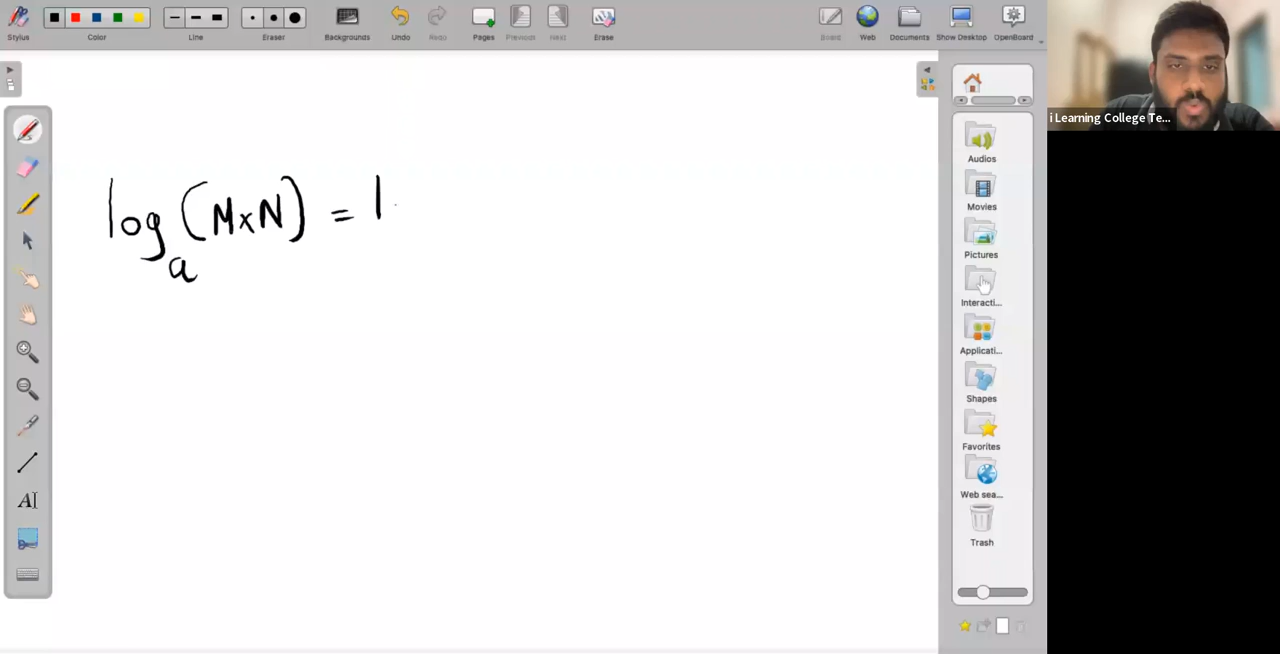 Stylus Color Line Eraser Backgrounds Undo Redo Pages Previous Next Erase Board Web Documents Show Desktop OpenBoard
i Learning College Te...
log a (M×N) = l
Audios
Movies
Pictures
Interacti...
Applicati...
Shapes
Favorites
Web sea...
Trash
AI